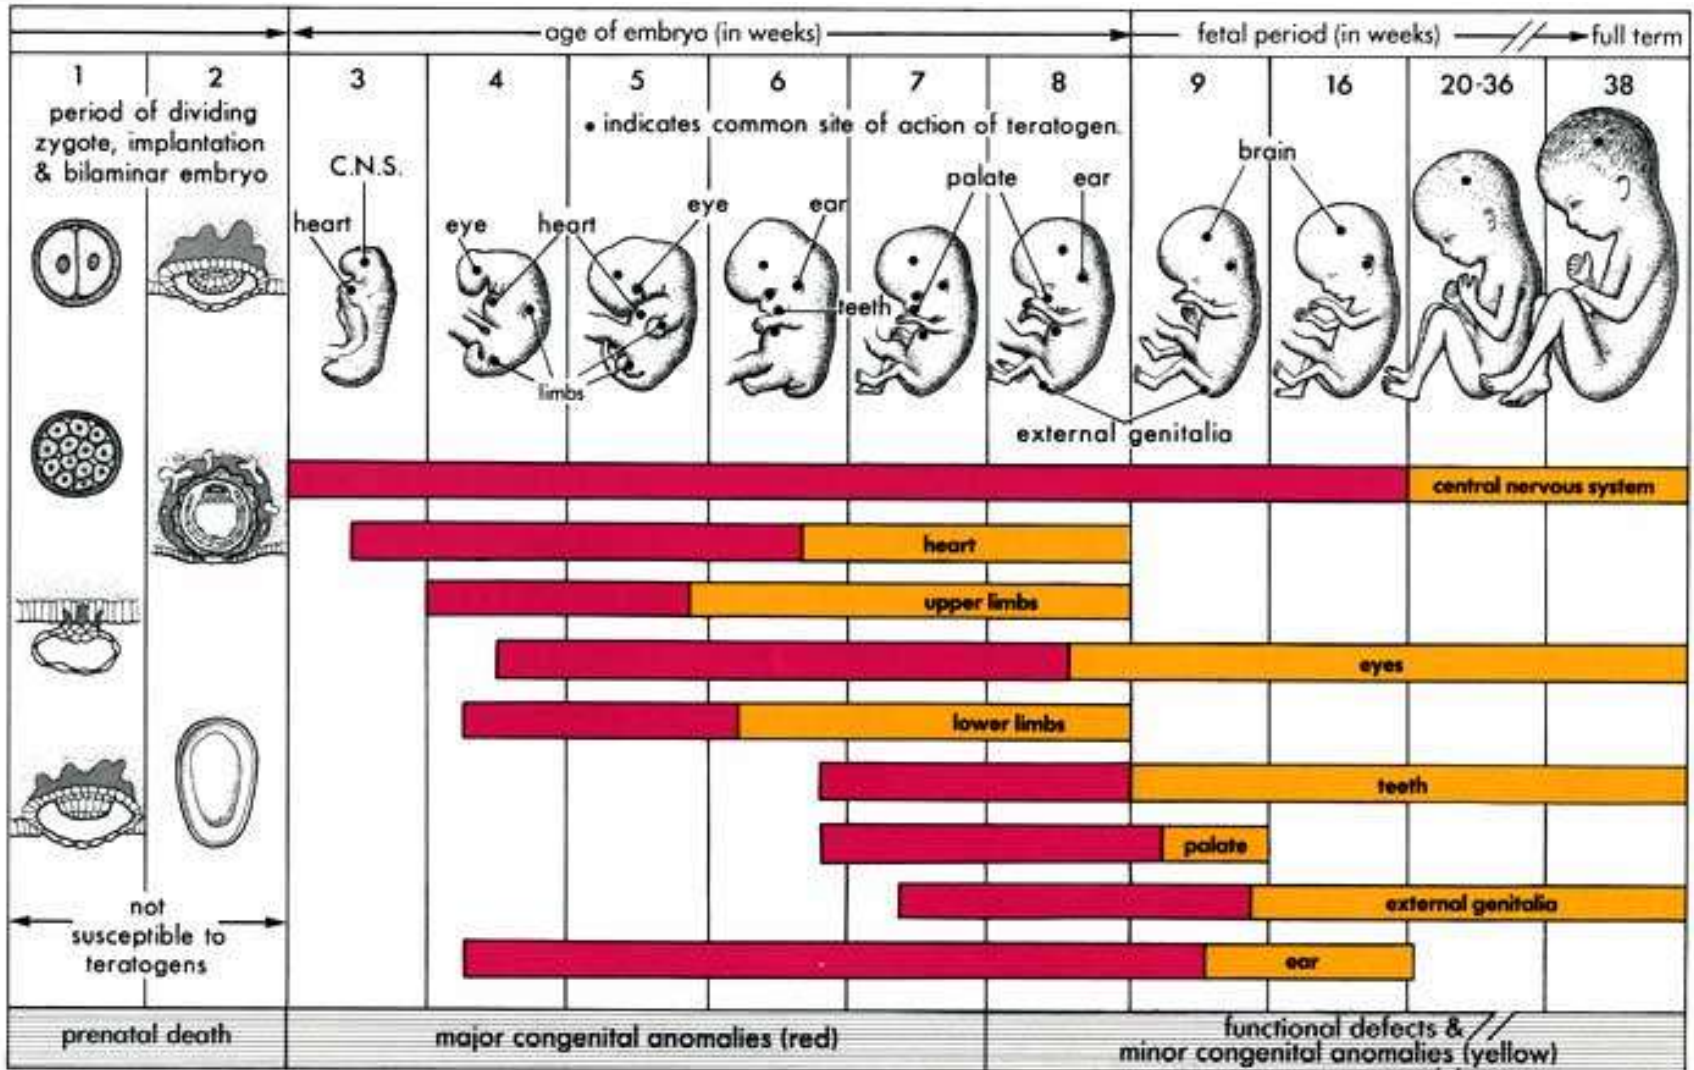 age of embryo (in weeks)
fetal period (in weeks)
full term
1
2
3
4
5
6
7
8
9
16
20-36
38
period of dividing
zygote, implantation
& bilaminar embryo
• indicates common site of action of teratogen.
C.N.S.
heart
eye
heart
limbs
eye
ear
teeth
palate
ear
brain
external genitalia
central nervous system
heart
upper limbs
eyes
lower limbs
teeth
palate
external genitalia
ear
not
susceptible to
teratogens
prenatal death
major congenital anomalies (red)
functional defects &
minor congenital anomalies (yellow)